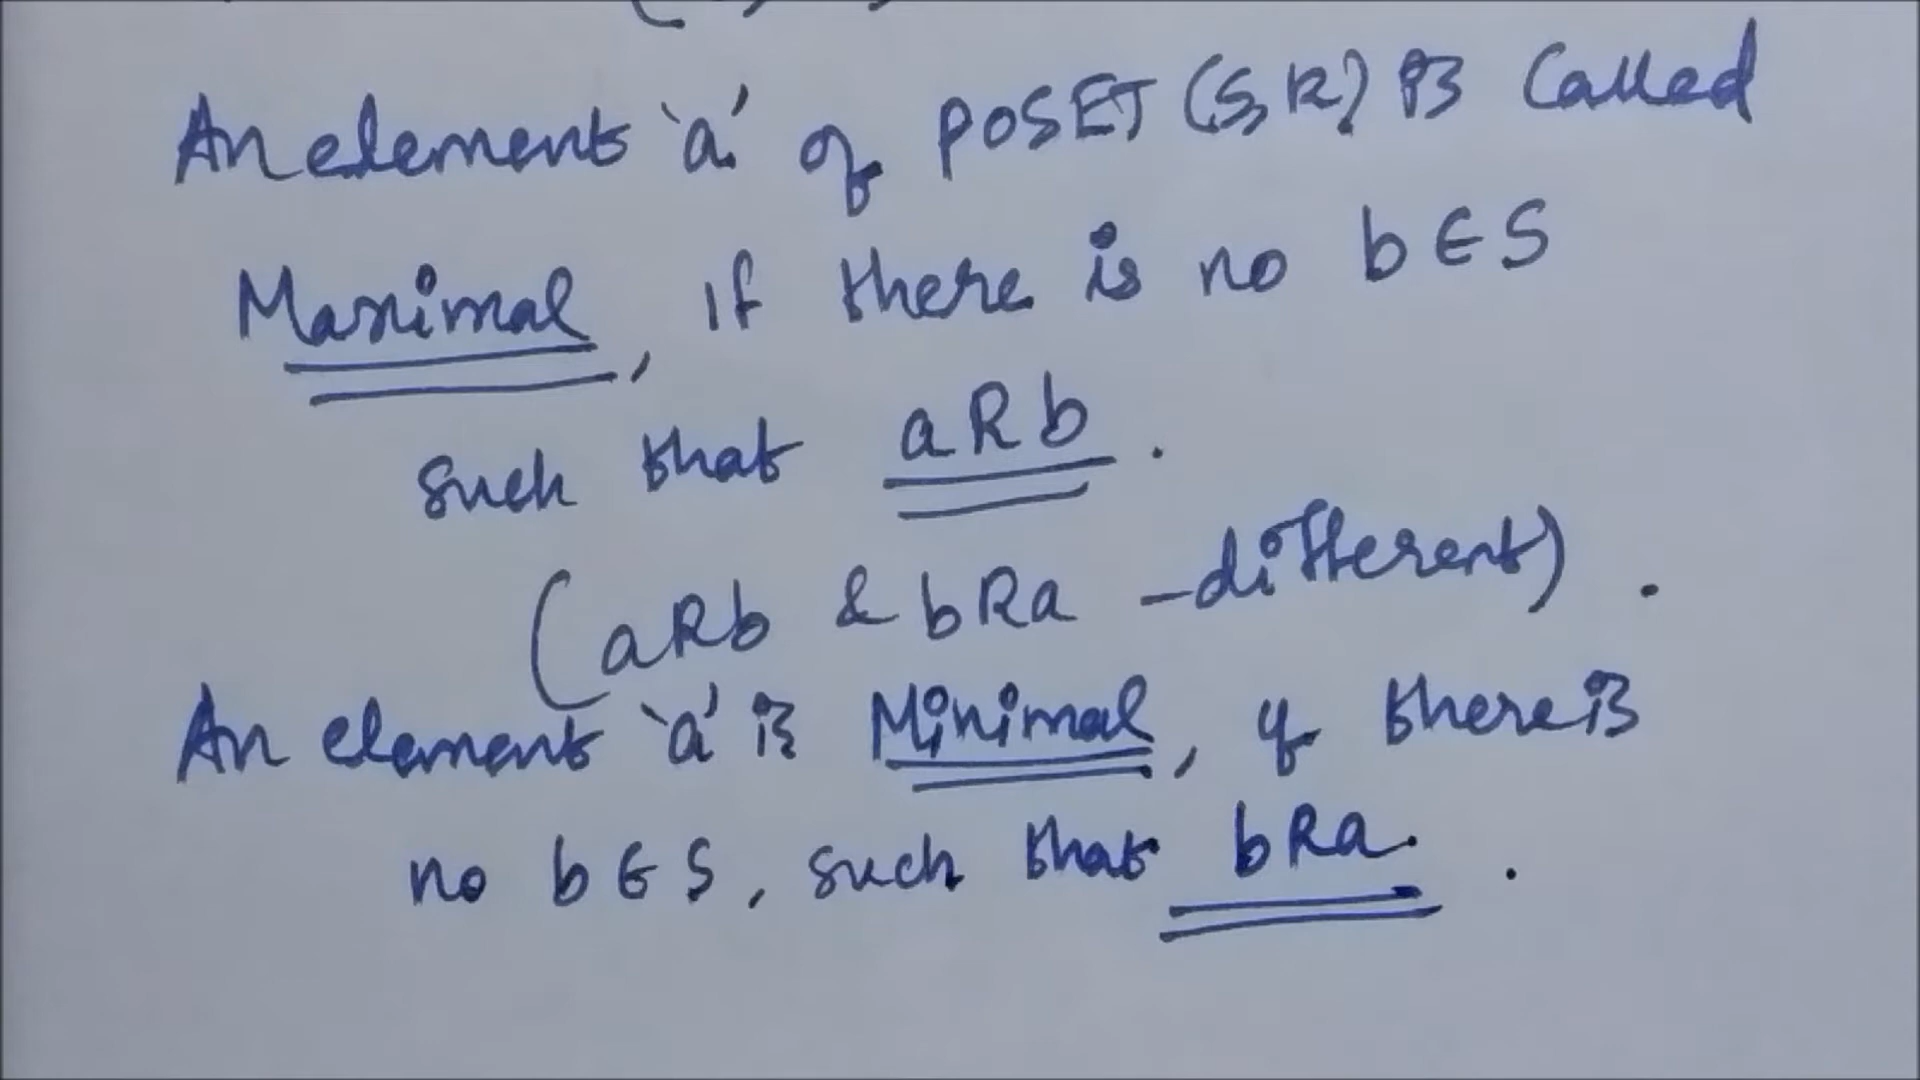 An element 'a' of POSET (S, R) is called
Maximal, if there is no b ∈ S
such that aRb.
(aRb & bRa - different).
An element 'a' is Minimal, if there is
no b ∈ S, such that bRa.